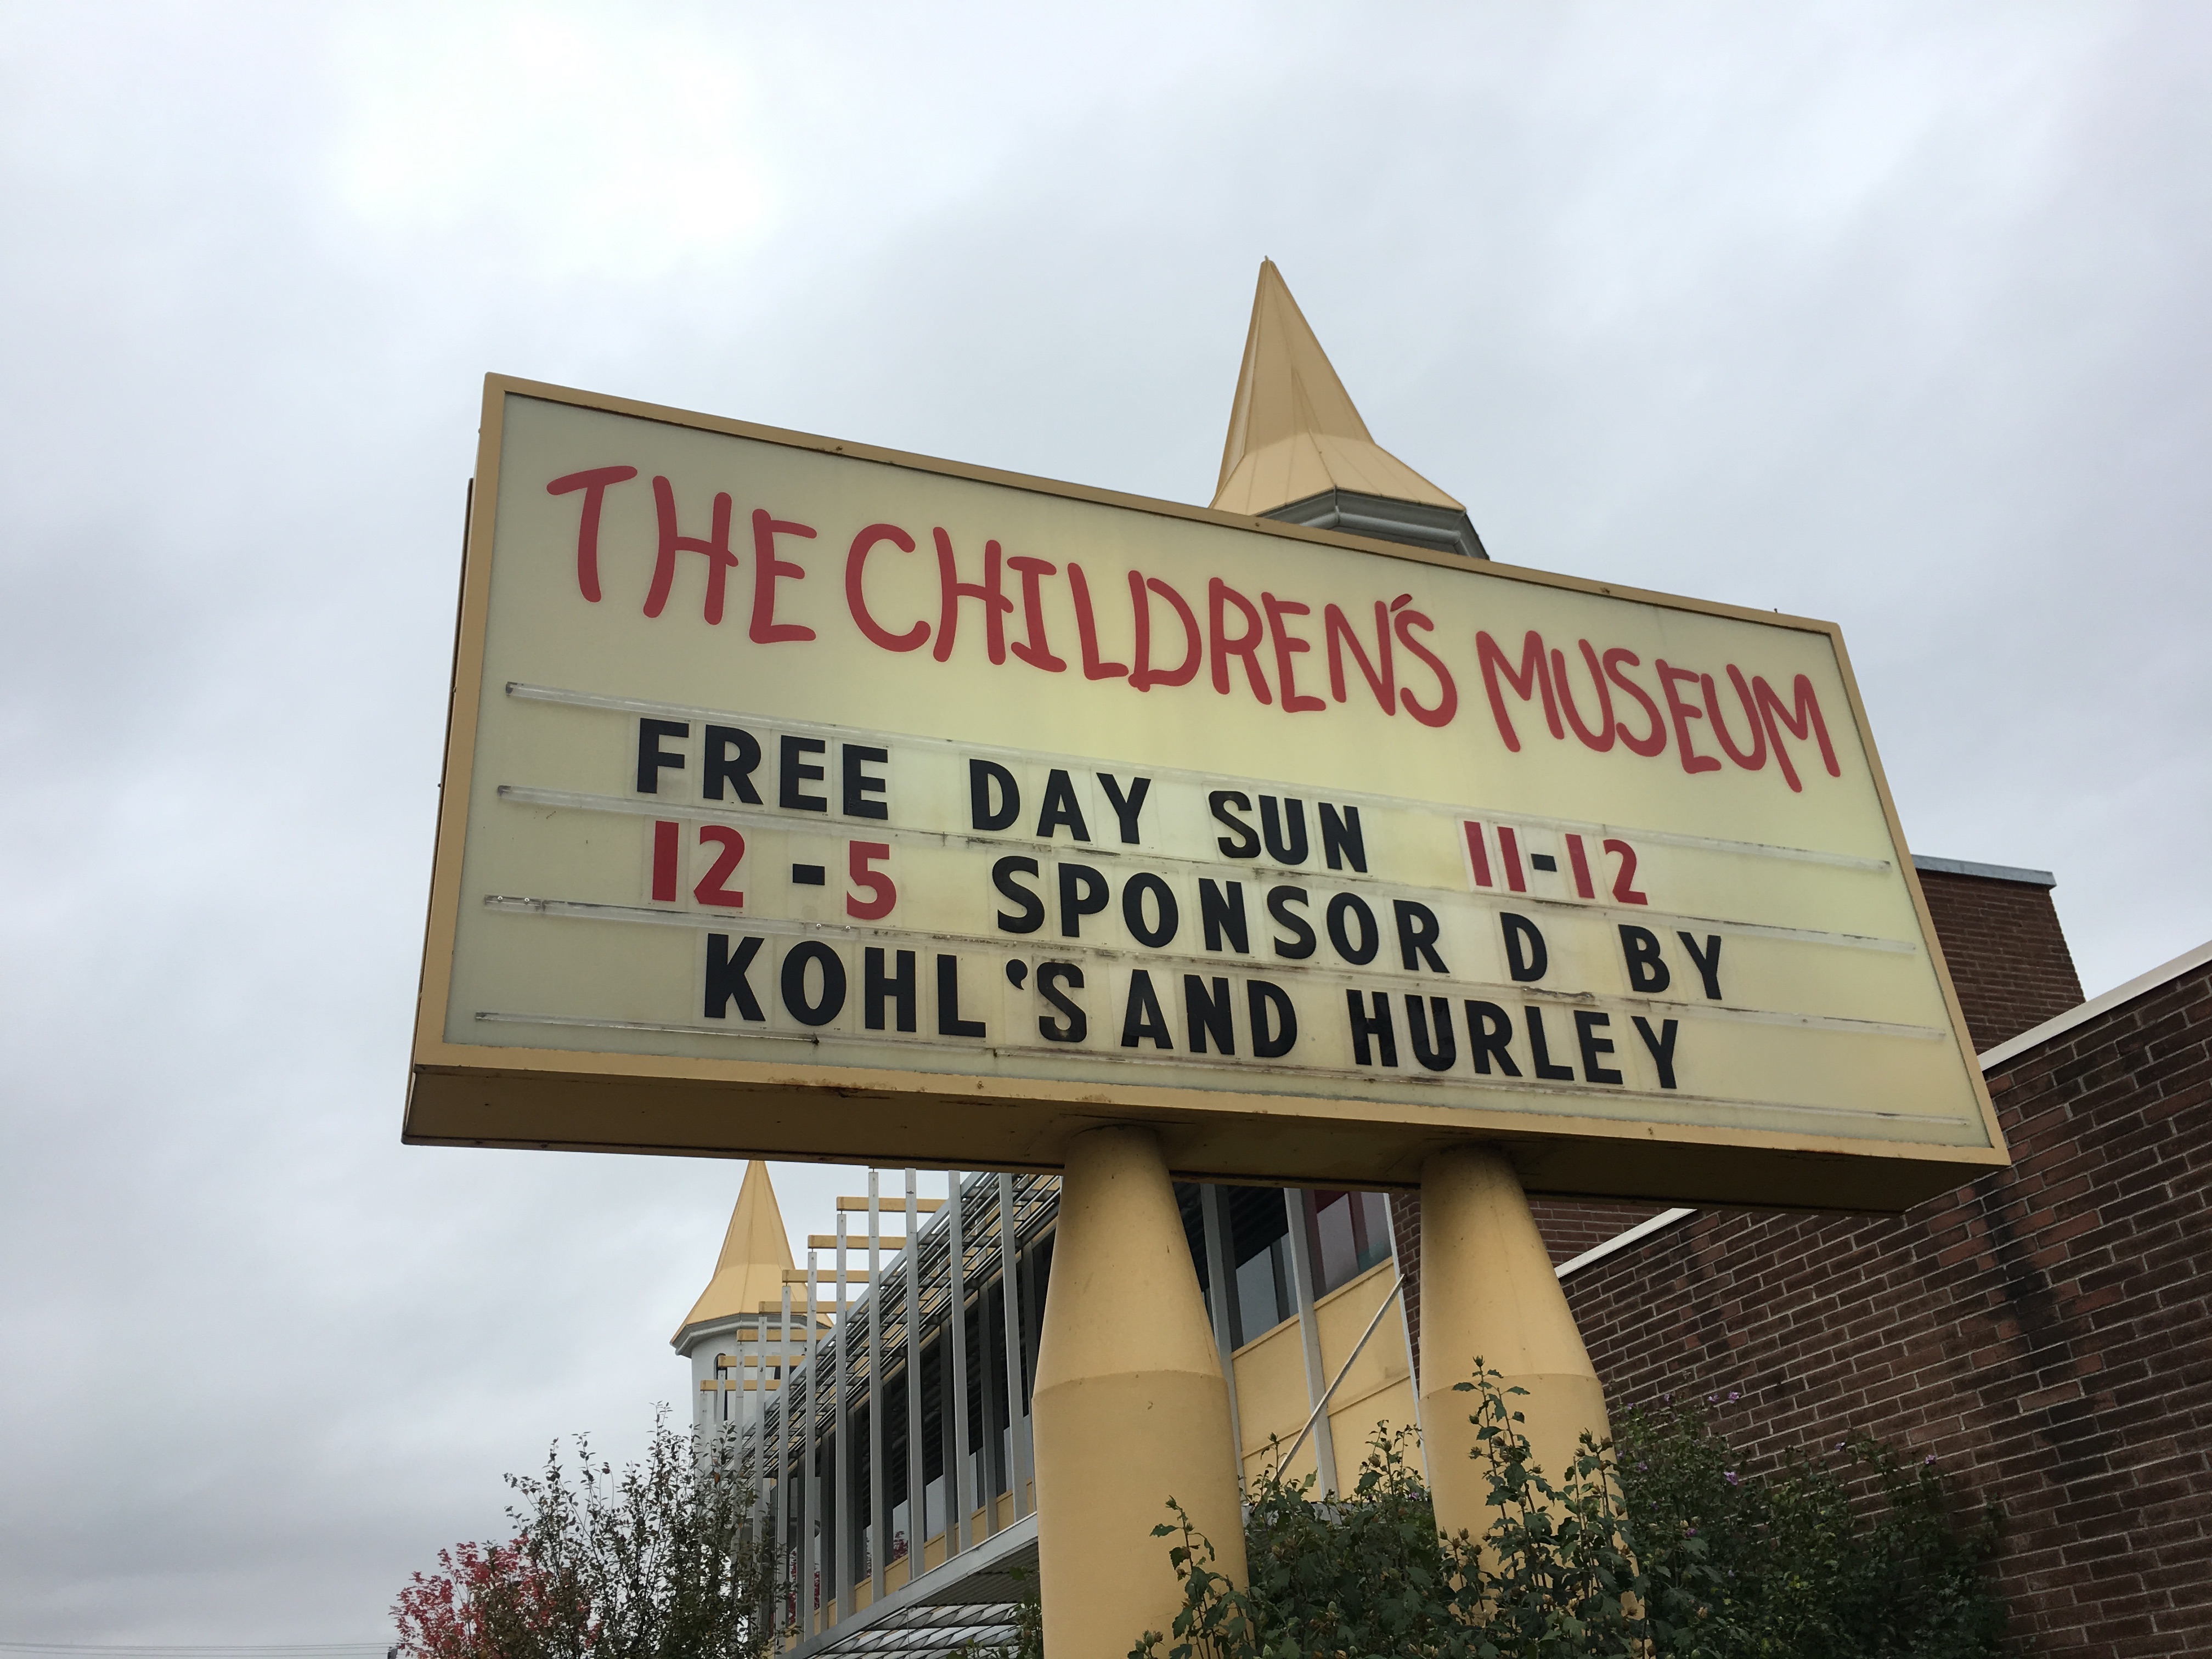 THE CHILDREN'S MUSEUM
FREE DAY SUN 11-12
12-5 SPONSOR D BY
KOHL'S AND HURLEY